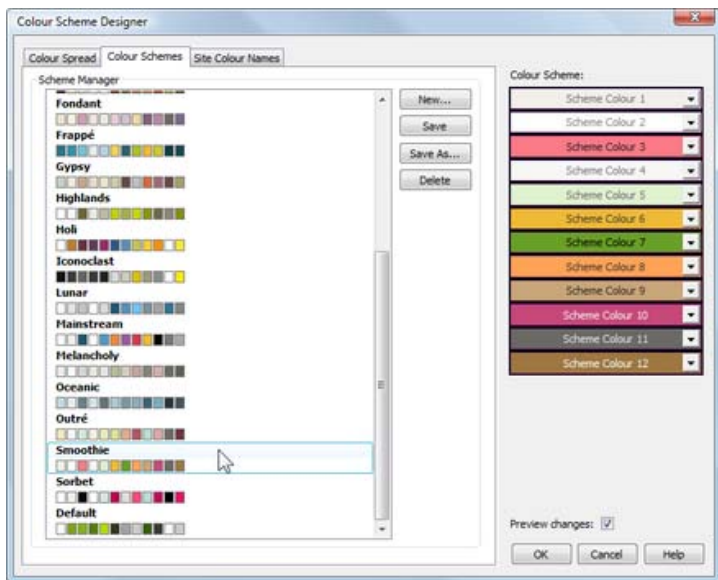 Colour Scheme Designer
Colour Spread
Colour Schemes
Site Colour Names
Scheme Manager
Fondant
Frappé
Gypsy
Highlands
Holi
Iconoclast
Lunar
Mainstream
Melancholy
Oceanic
Outré
Smoothie
Sorbet
Default
New...
Save
Save As...
Delete
Colour Scheme:
Scheme Colour 1
Scheme Colour 2
Scheme Colour 3
Scheme Colour 4
Scheme Colour 5
Scheme Colour 6
Scheme Colour 7
Scheme Colour 8
Scheme Colour 9
Scheme Colour 10
Scheme Colour 11
Scheme Colour 12
Preview changes:
OK
Cancel
Help